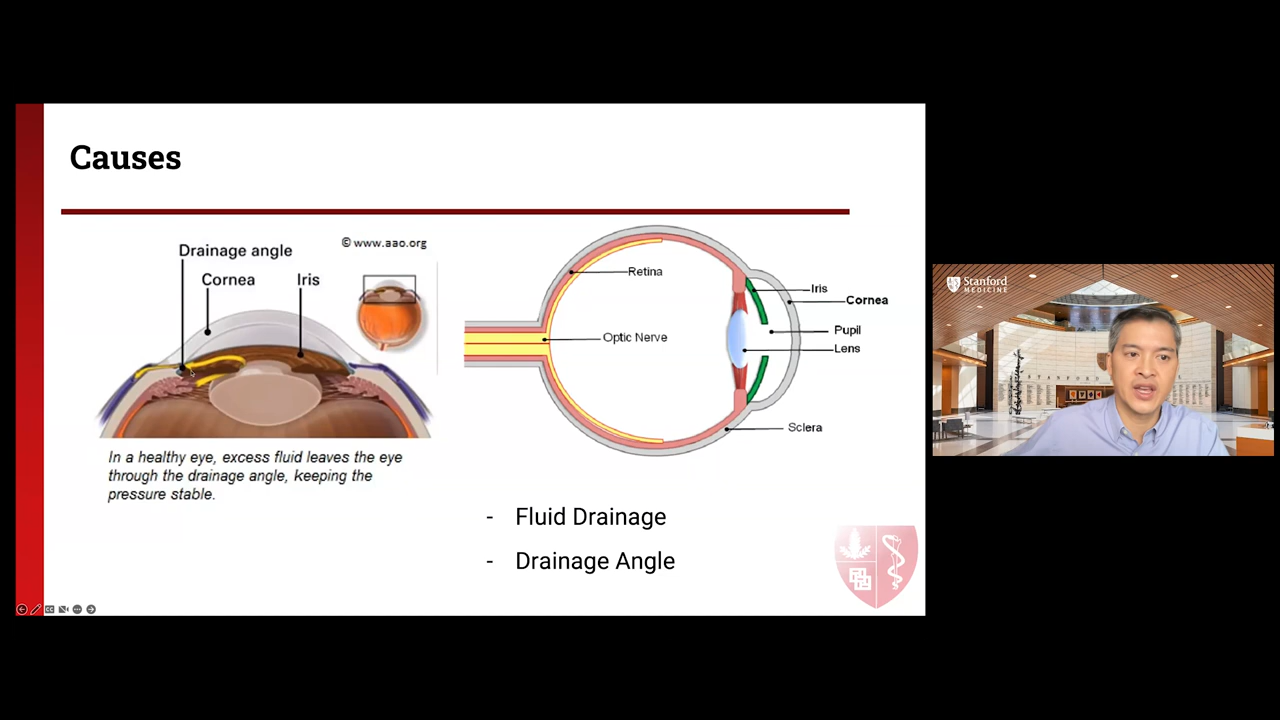 Causes
© www.aao.org
Drainage angle
Cornea
Iris
In a healthy eye, excess fluid leaves the eye
through the drainage angle, keeping the
pressure stable.
Retina
Optic Nerve
Iris
Cornea
Pupil
Lens
Sclera
- Fluid Drainage
- Drainage Angle
Stanford
MEDICINE